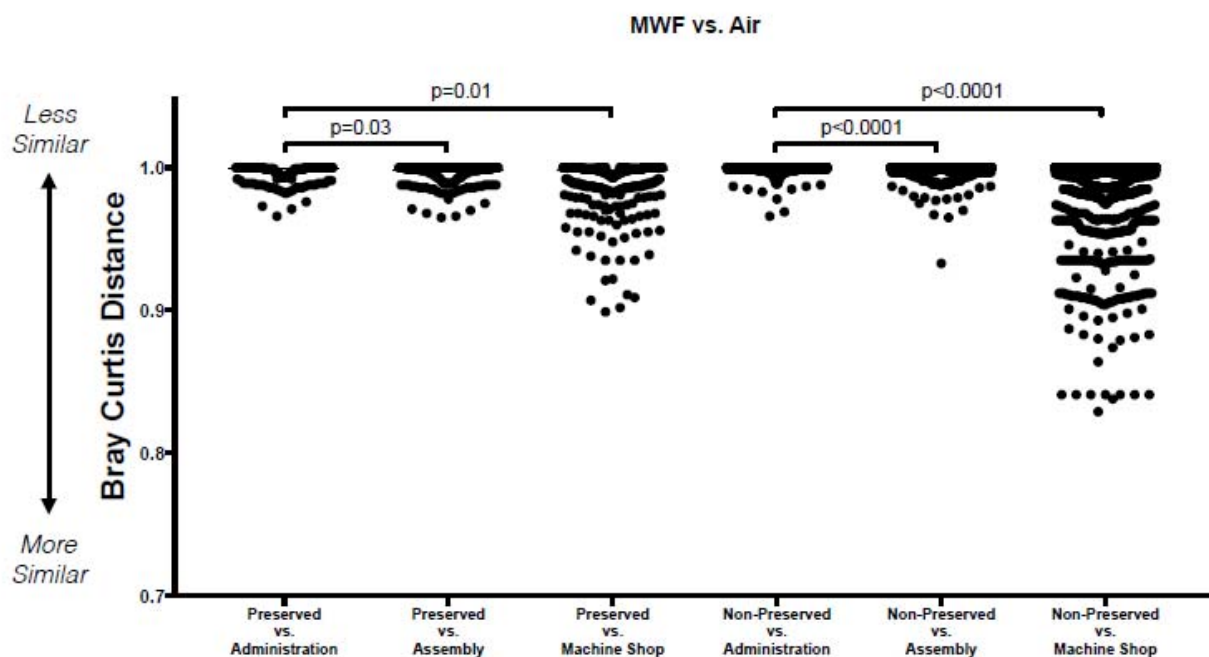 MWF vs. Air
p=0.01
p<0.0001
p=0.03
p<0.0001
Less
Similar
More
Similar
Bray Curtis Distance
1.0
0.9
0.8
0.7
Preserved
vs.
Administration
Preserved
vs.
Assembly
Preserved
vs.
Machine Shop
Non-Preserved
vs.
Administration
Non-Preserved
vs.
Assembly
Non-Preserved
vs.
Machine Shop